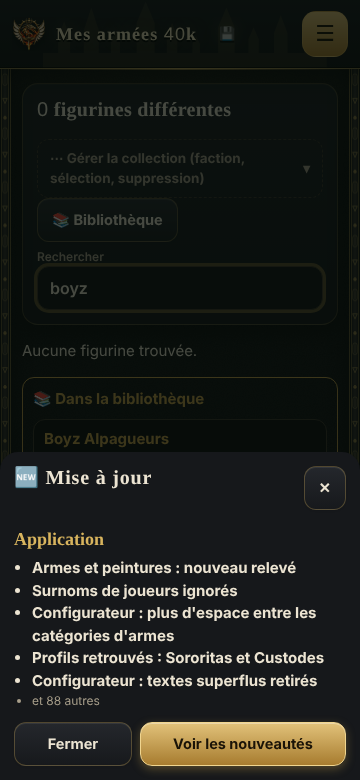 Mes armées 40k 💾 ☰
0 figurines différentes
··· Gérer la collection (faction,
sélection, suppression) ▼
📚 Bibliothèque
Rechercher
boyz
Aucune figurine trouvée.
📚 Dans la bibliothèque
Boyz Alpagueurs
🆕 Mise à jour ✕
Application
• Armes et peintures : nouveau relevé
• Surnoms de joueurs ignorés
• Configurateur : plus d'espace entre les
catégories d'armes
• Profils retrouvés : Sororitas et Custodes
• Configurateur : textes superflus retirés
• et 88 autres
Fermer Voir les nouveautés